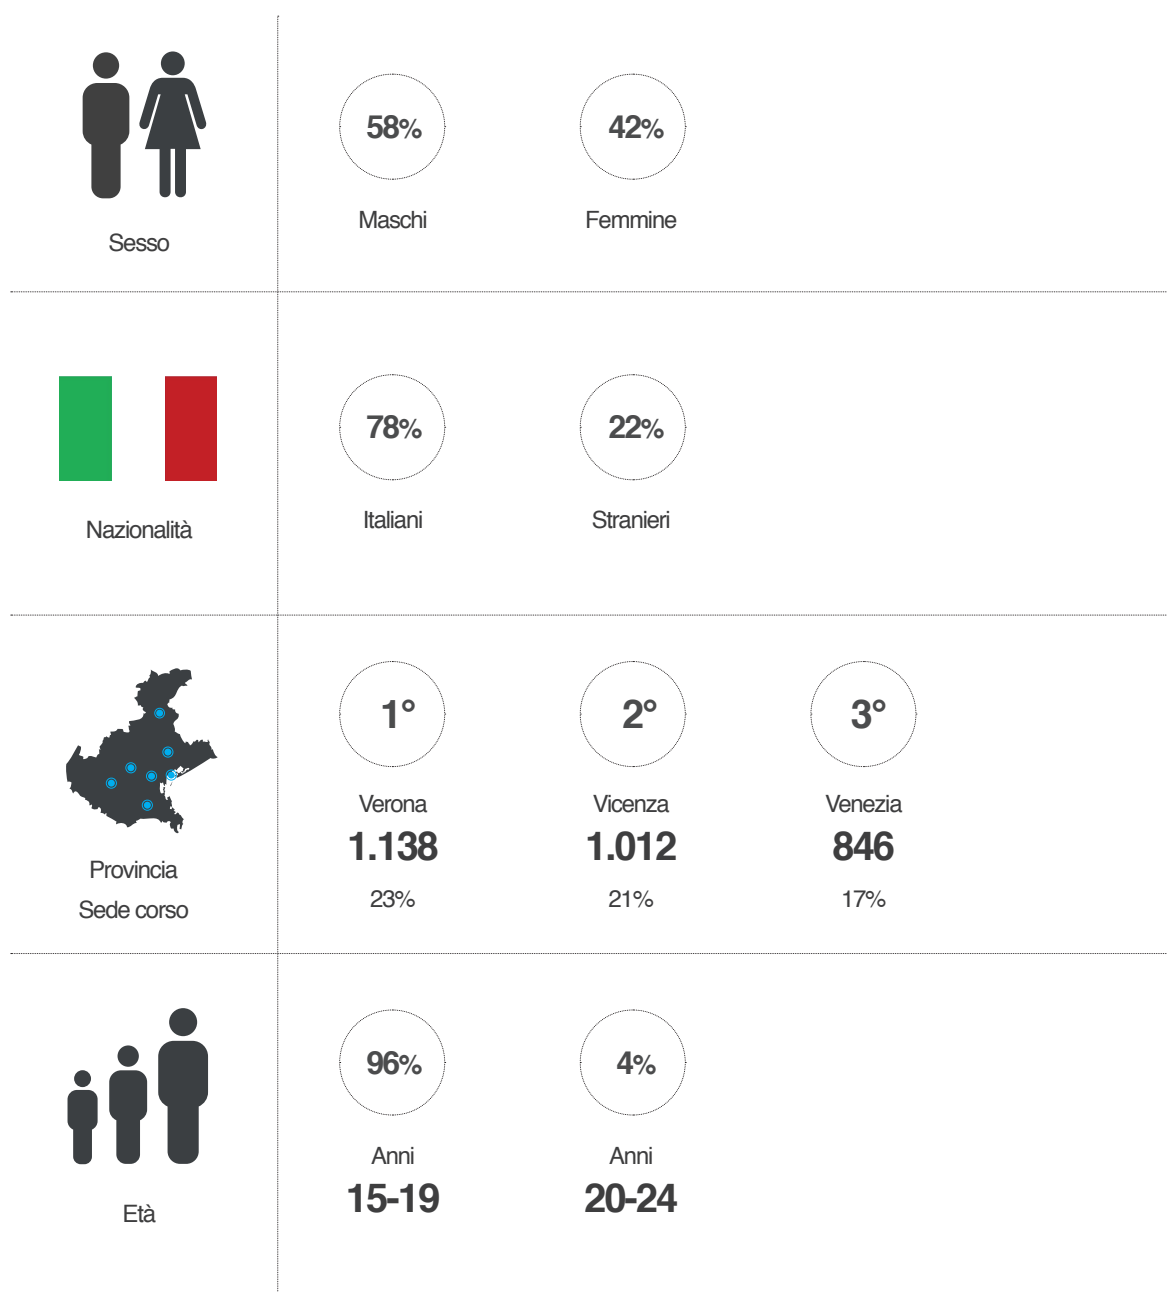 58%
42%
Maschi
Femmine
Sesso
78%
22%
Italiani
Stranieri
Nazionalità
1°
2°
3°
Verona
Vicenza
Venezia
1.138
1.012
846
23%
21%
17%
Provincia
Sede corso
96%
4%
Anni
Anni
15-19
20-24
Età